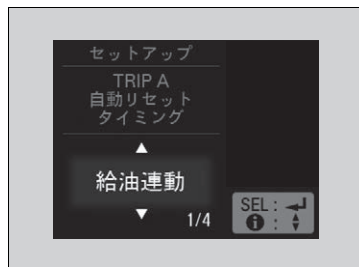 セットアップ
TRIP A
自動リセット
タイミング
▲
給油連動
▼ 1/4
SEL : ↲
i : ▲▼